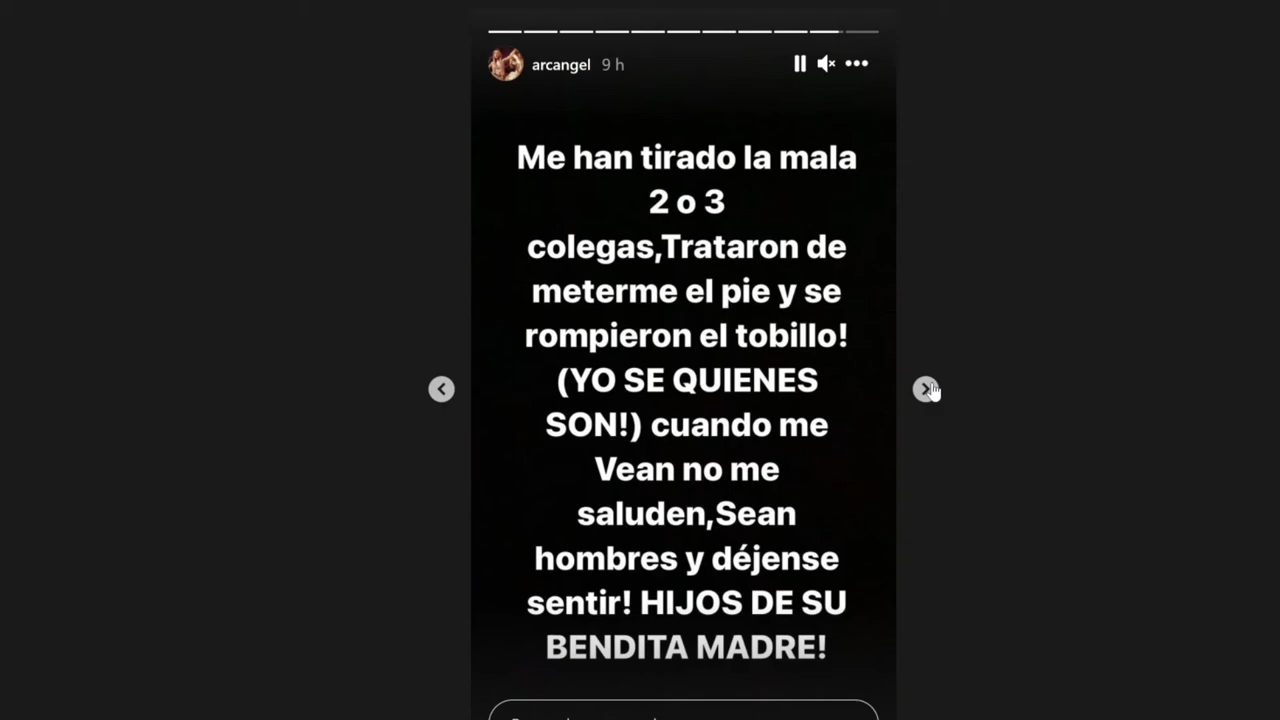 arcangel 9 h
Me han tirado la mala
2 o 3
colegas,Trataron de
meterme el pie y se
rompieron el tobillo!
(YO SE QUIENES
SON!) cuando me
Vean no me
saluden,Sean
hombres y déjense
sentir! HIJOS DE SU
BENDITA MADRE!